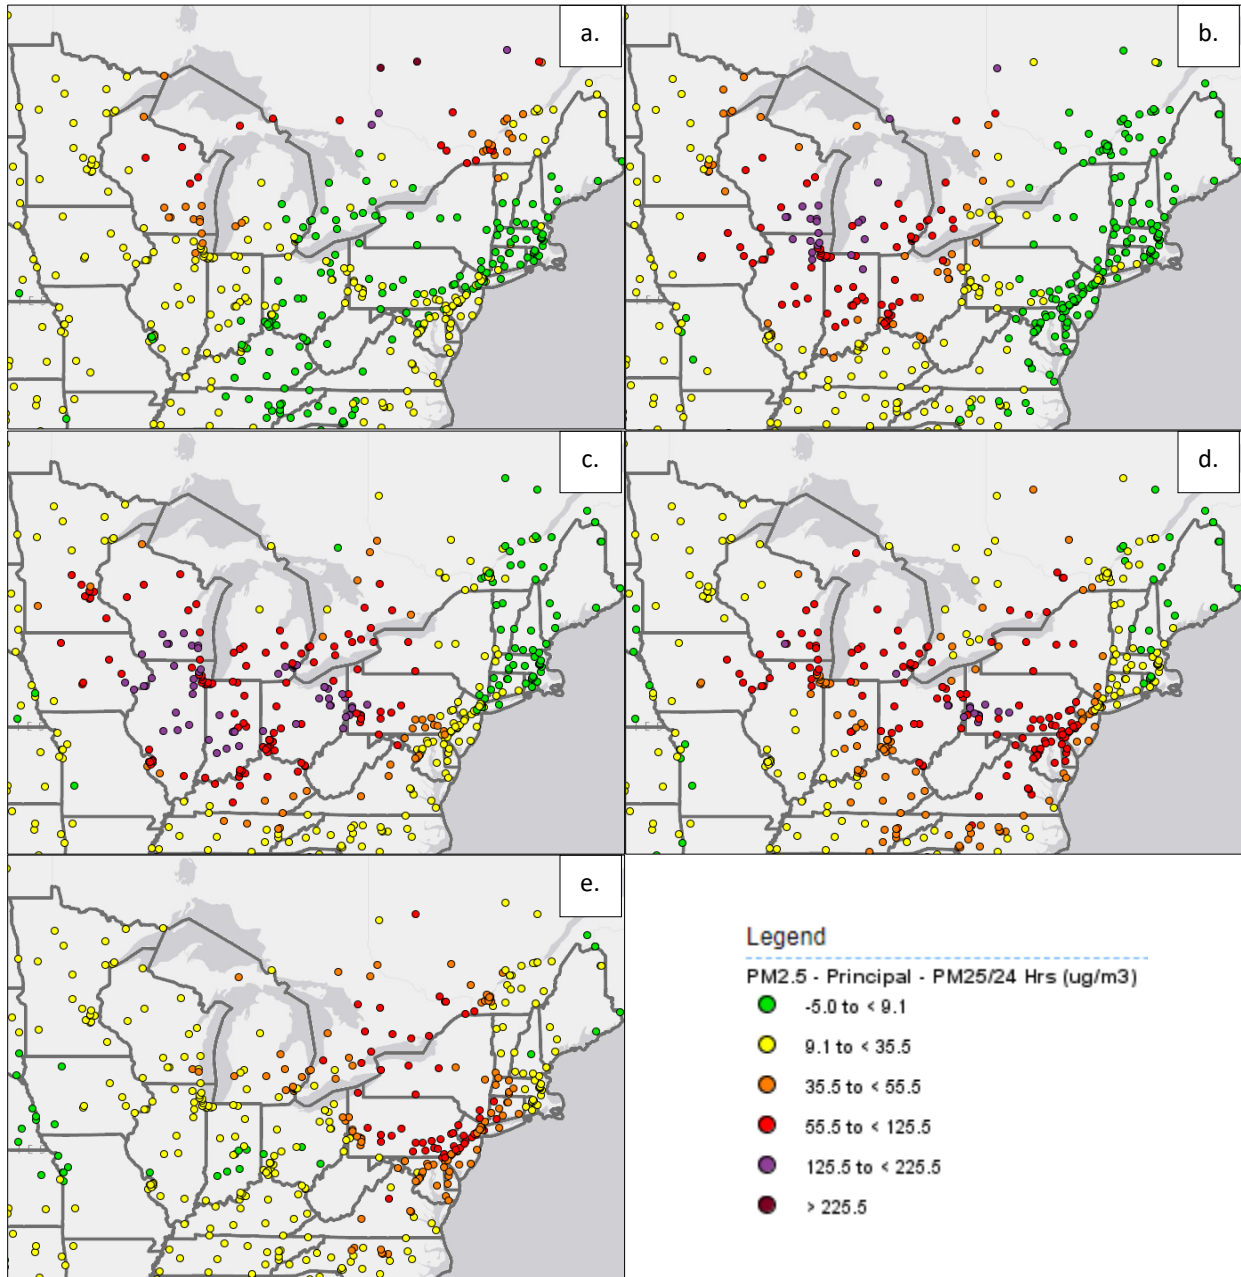 a.
b.
c.
d.
e.
Legend
PM2.5 - Principal - PM25/24 Hrs (ug/m3)
-5.0 to < 9.1
9.1 to < 35.5
35.5 to < 55.5
55.5 to < 125.5
125.5 to < 225.5
> 225.5